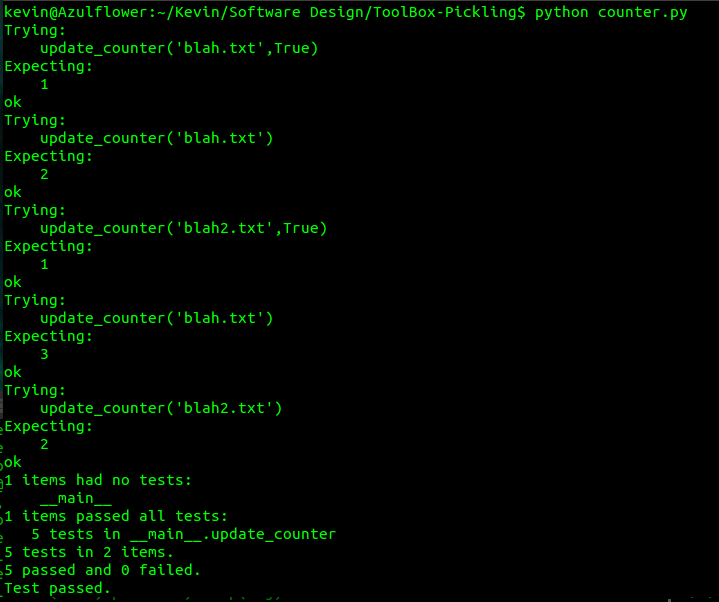 kevin@Azulflower:~/Kevin/Software Design/ToolBox-Pickling$ python counter.py
Trying:
    update_counter('blah.txt',True)
Expecting:
    1
ok
Trying:
    update_counter('blah.txt')
Expecting:
    2
ok
Trying:
    update_counter('blah2.txt',True)
Expecting:
    1
ok
Trying:
    update_counter('blah.txt')
Expecting:
    3
ok
Trying:
    update_counter('blah2.txt')
Expecting:
    2
ok
1 items had no tests:
    __main__
1 items passed all tests:
   5 tests in __main__.update_counter
5 tests in 2 items.
5 passed and 0 failed.
Test passed.